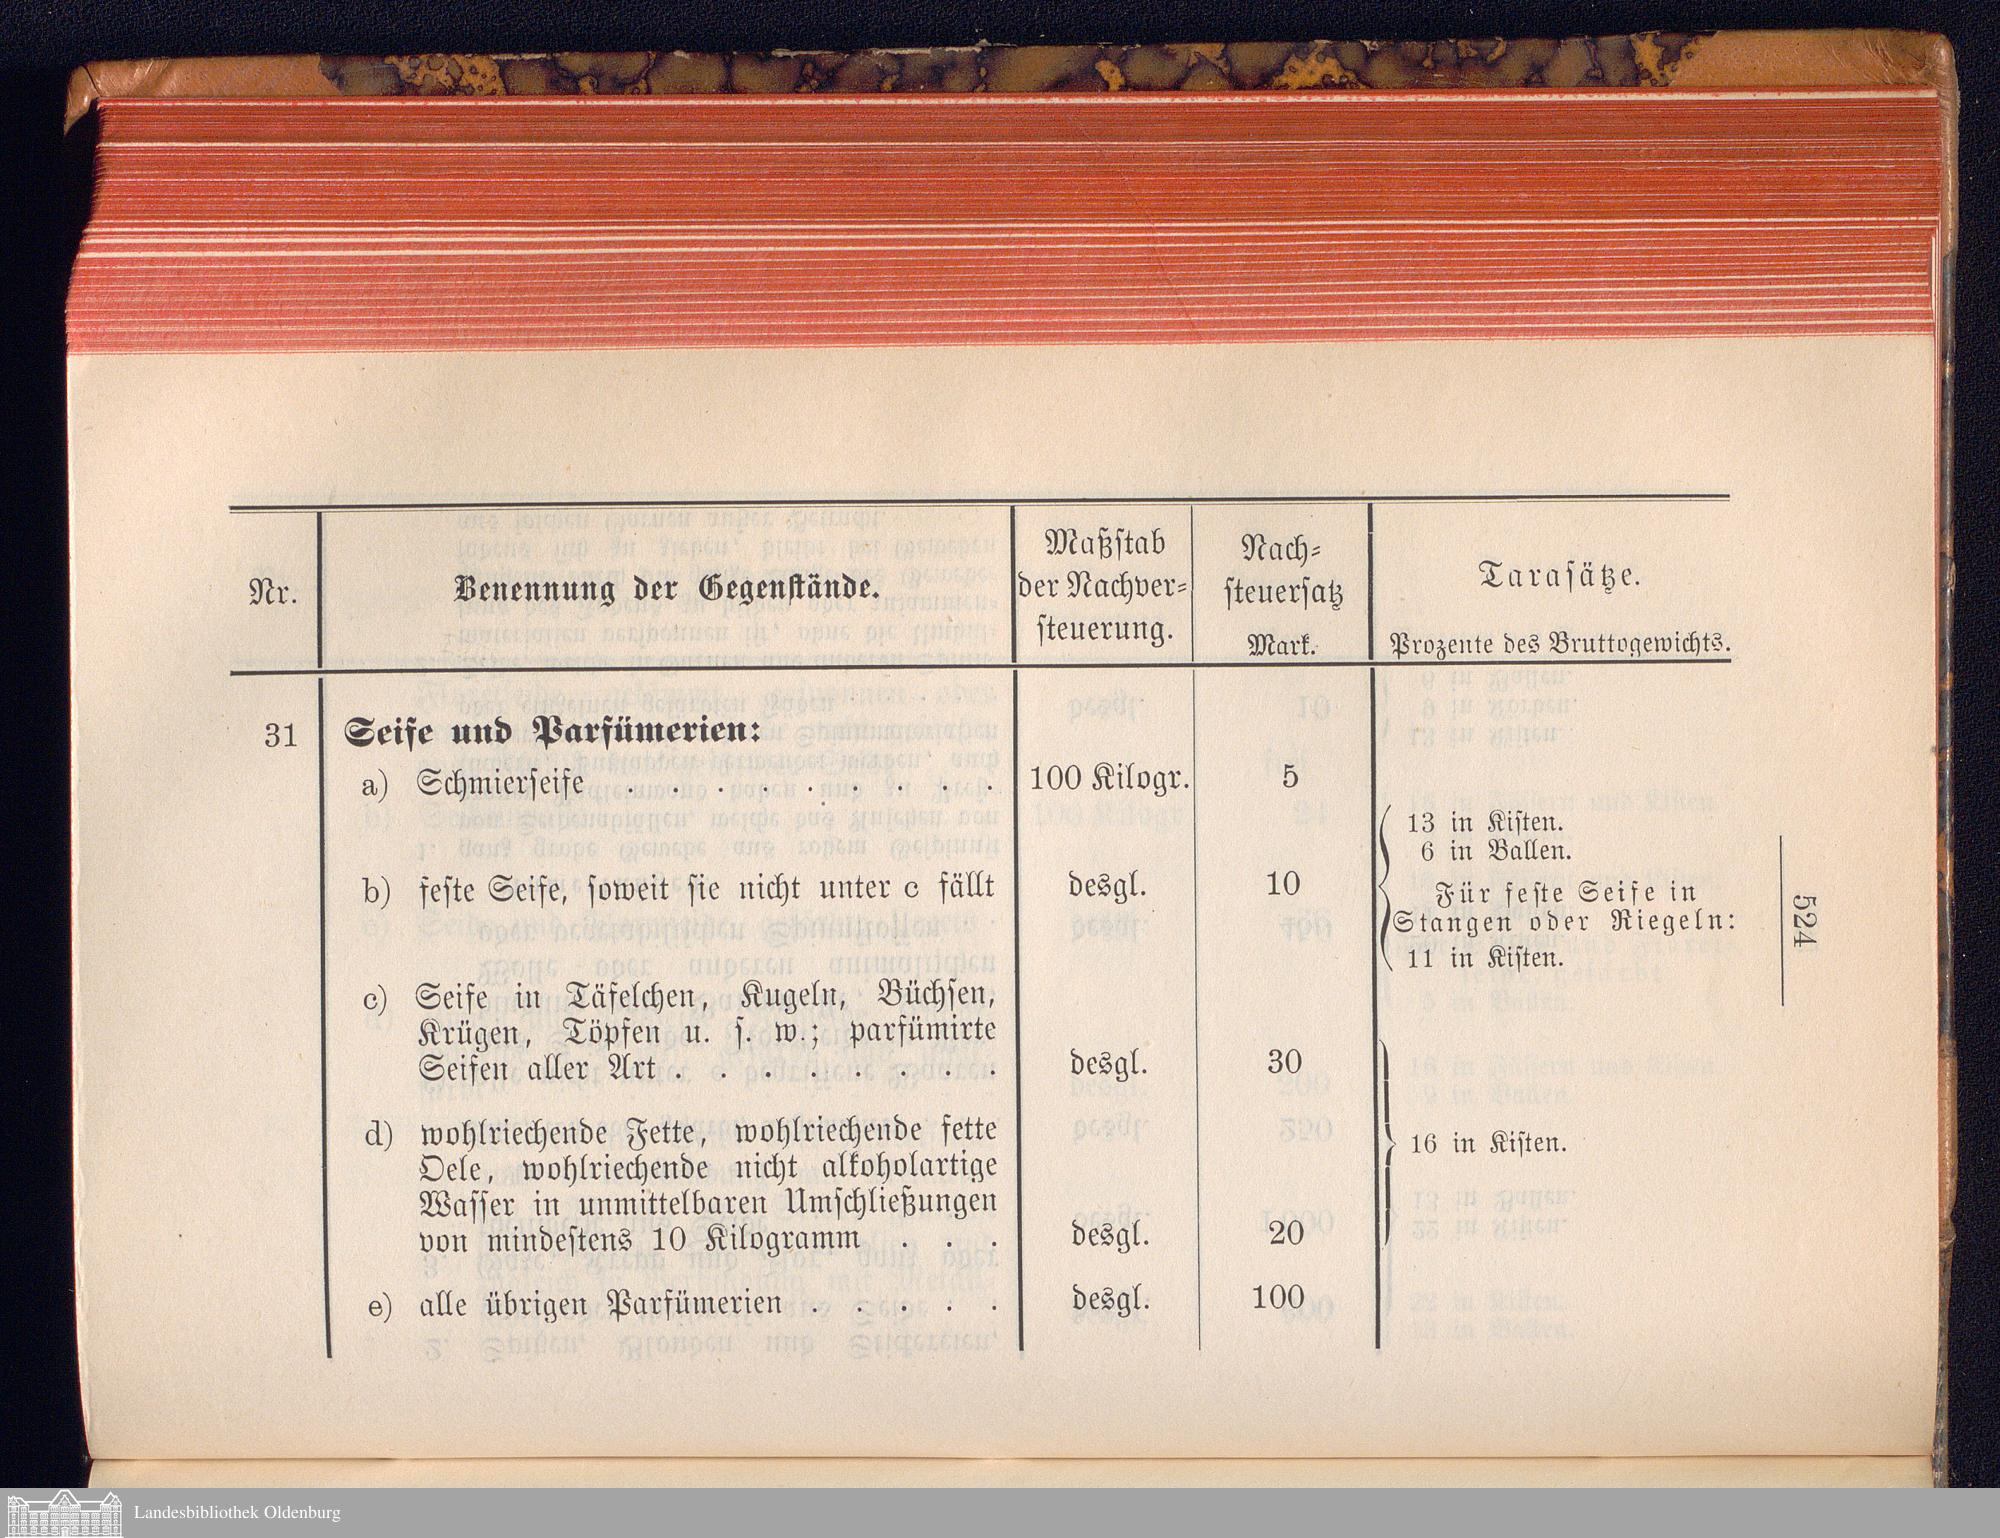 Nr.
Benennung der Gegenstände.
Maßstab
der Nachver-
steuerung.
Nach-
steuersatz
Mark.
Tarasätze.
Prozente des Bruttogewichts.
31
Seife und Parfümerien:
a) Schmierseife . . . . . . . . . 100 Kilogr. 5
b) feste Seife, soweit sie nicht unter c fällt desgl. 10
13 in Kisten.
6 in Ballen.
Für feste Seife in
Stangen oder Riegeln:
11 in Kisten.
c) Seife in Täfelchen, Kugeln, Büchsen,
Krügen, Töpfen u. s. w.; parfümirte
Seifen aller Art . . . . . . . . desgl. 30
d) wohlriechende Fette, wohlriechende fette
Oele, wohlriechende nicht alkoholartige
Wasser in unmittelbaren Umschließungen
von mindestens 10 Kilogramm . . . desgl. 20
16 in Kisten.
e) alle übrigen Parfümerien . . . . . desgl. 100
524
Landesbibliothek Oldenburg